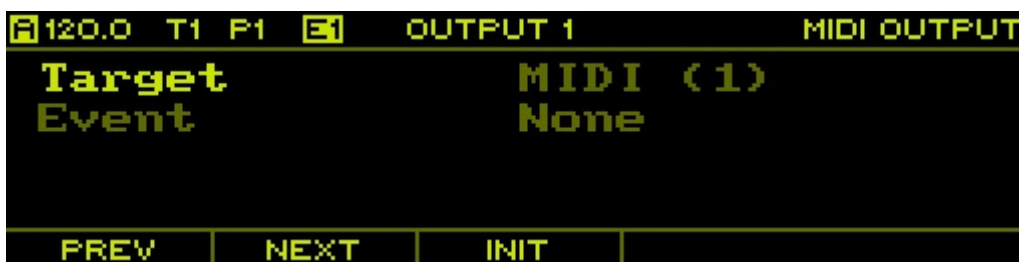 A 120.0 T1 P1 E1 OUTPUT 1 MIDI OUTPUT
Target MIDI (1)
Event None
PREV NEXT INIT